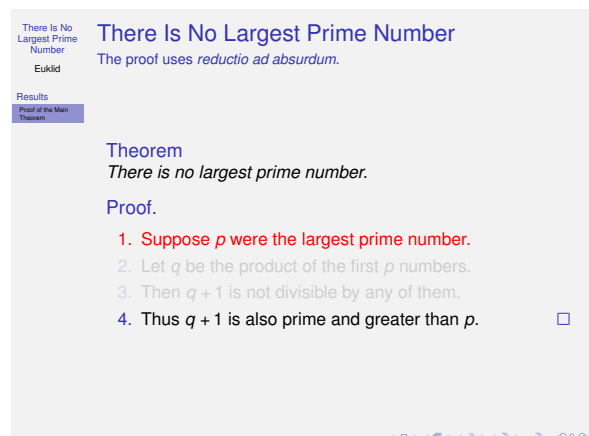 There Is No
Largest Prime
Number
Euklid
Results
Proof of the Main
Theorem
There Is No Largest Prime Number
The proof uses reductio ad absurdum.
Theorem
There is no largest prime number.
Proof.
1. Suppose p were the largest prime number.
2. Let q be the product of the first p numbers.
3. Then q + 1 is not divisible by any of them.
4. Thus q + 1 is also prime and greater than p.